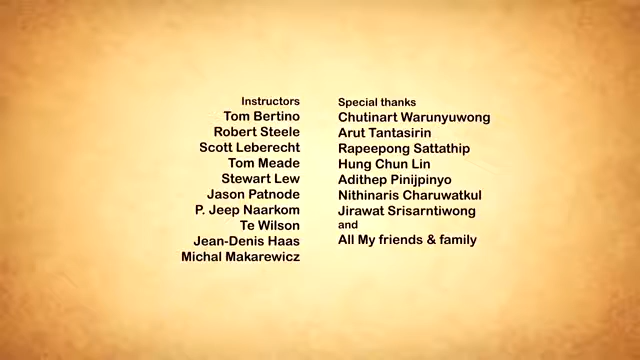 Instructors
Tom Bertino
Robert Steele
Scott Leberecht
Tom Meade
Stewart Lew
Jason Patnode
P. Jeep Naarkom
Te Wilson
Jean-Denis Haas
Michal Makarewicz
Special thanks
Chutinart Warunyuwong
Arut Tantasirin
Rapeepong Sattathip
Hung Chun Lin
Adithep Pinijpinyo
Nithinaris Charuwatkul
Jirawat Srisarntiwong
and
All My friends & family